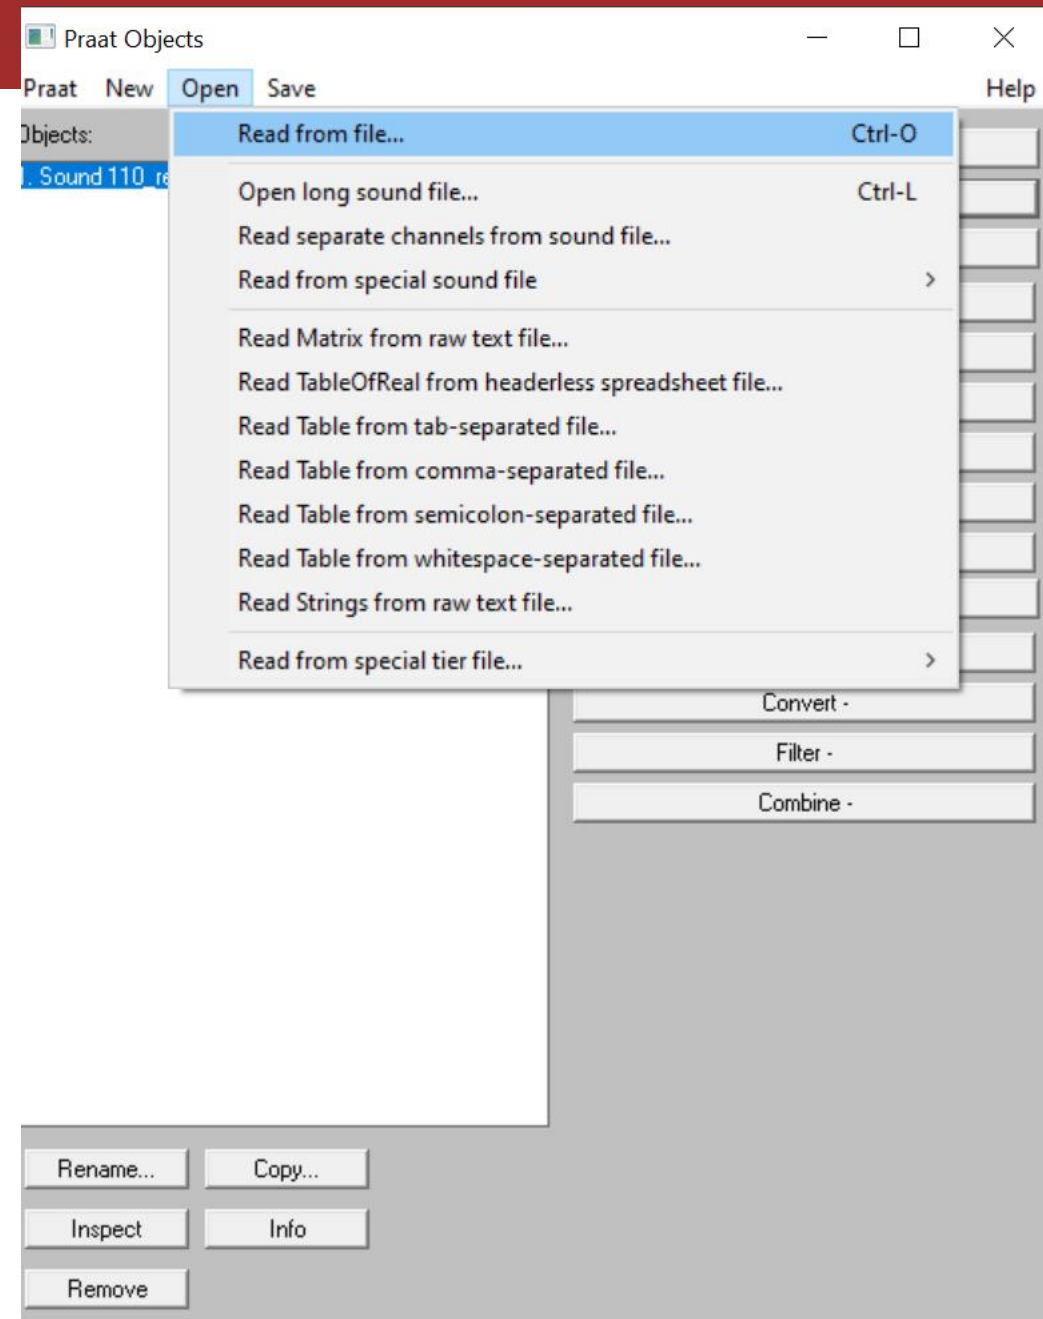 Praat Objects
Praat New Open Save Help
Objects:
Read from file... Ctrl-O
1. Sound 110_re
Open long sound file... Ctrl-L
Read separate channels from sound file...
Read from special sound file
Read Matrix from raw text file...
Read TableOfReal from headerless spreadsheet file...
Read Table from tab-separated file...
Read Table from comma-separated file...
Read Table from semicolon-separated file...
Read Table from whitespace-separated file...
Read Strings from raw text file...
Read from special tier file...
Convert -
Filter -
Combine -
Rename... Copy...
Inspect Info
Remove